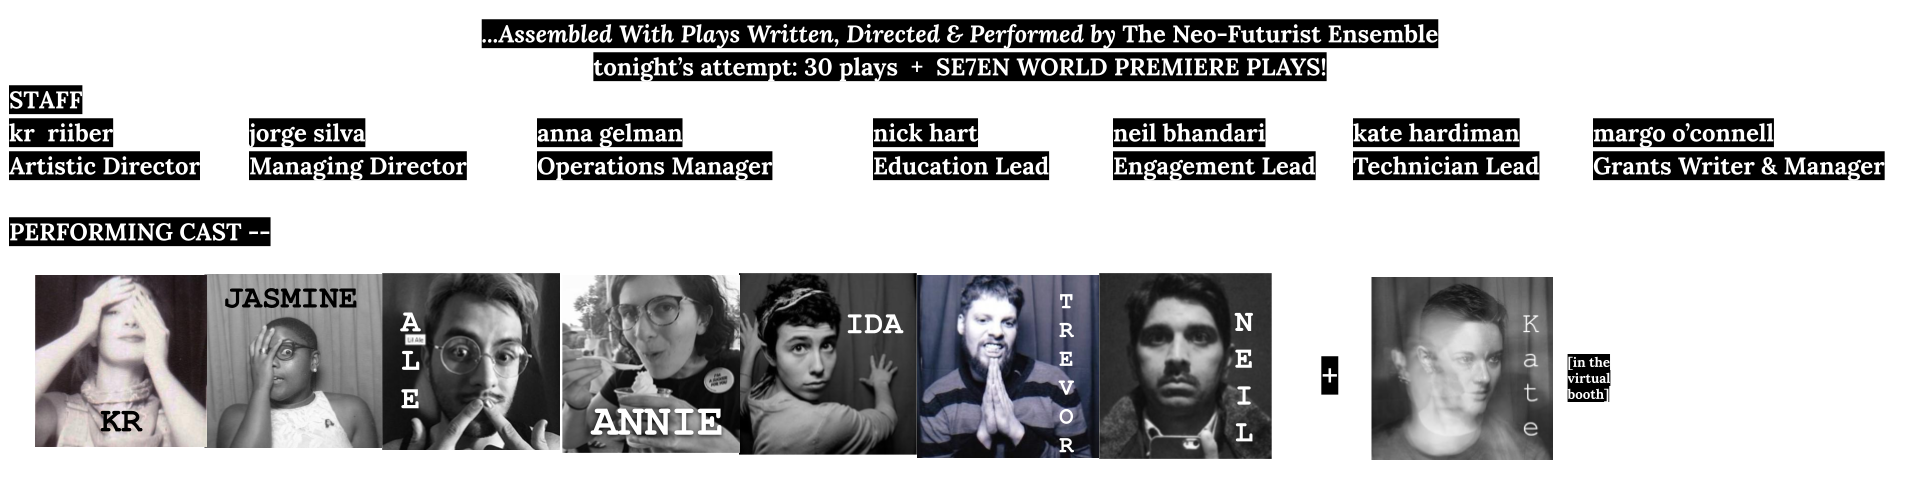 ...Assembled With Plays Written, Directed & Performed by The Neo-Futurist Ensemble
tonight’s attempt: 30 plays + SE7EN WORLD PREMIERE PLAYS!
STAFF
kr riiber jorge silva anna gelman nick hart neil bhandari kate hardiman margo o’connell
Artistic Director Managing Director Operations Manager Education Lead Engagement Lead Technician Lead Grants Writer & Manager
PERFORMING CAST --
KR
JASMINE
ALE
ANNIE
IDA
TREVOR
NEIL
+
Kate
[in the
virtual
booth]